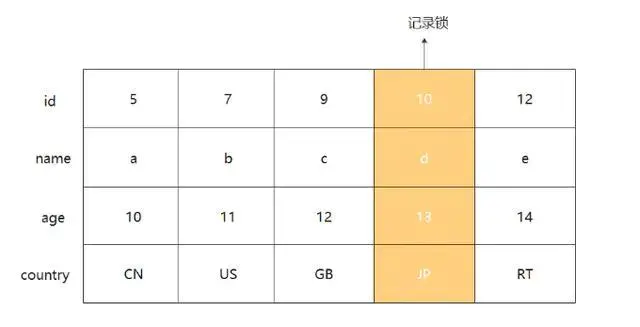 记录锁
id 5 7 9 10 12
name a b c d e
age 10 11 12 13 14
country CN US GB JP RT